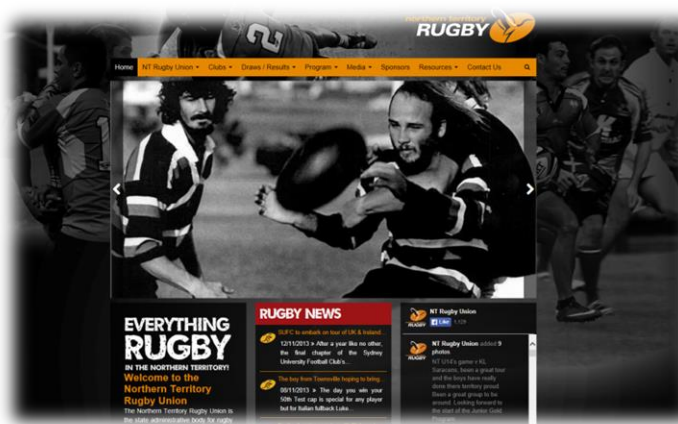 northern territory
RUGBY
Home NT Rugby Union Clubs Draws / Results Program Media Sponsors Resources Contact Us
EVERYTHING
RUGBY
IN THE NORTHERN TERRITORY!
Welcome to the
Northern Territory
Rugby Union
The Northern Territory Rugby Union is
the state administrative body for rugby
RUGBY NEWS
SUFC to embark on tour of UK & Ireland...
12/11/2013 » After a year like no other,
the final chapter of the Sydney
University Football Club's...
The boy from Townsville hoping to bring...
08/11/2013 » The day you win your
50th Test cap is special for any player
but for Italian fullback Luke...
NT Rugby Union
Like
NT Rugby Union added 9
photos.
NT U14's game v KL
Saracens, been a great tour
and the boys have really
done there territory proud.
Been a great group to be
around. Looking forward to
the start of the Junior Gold
Program.